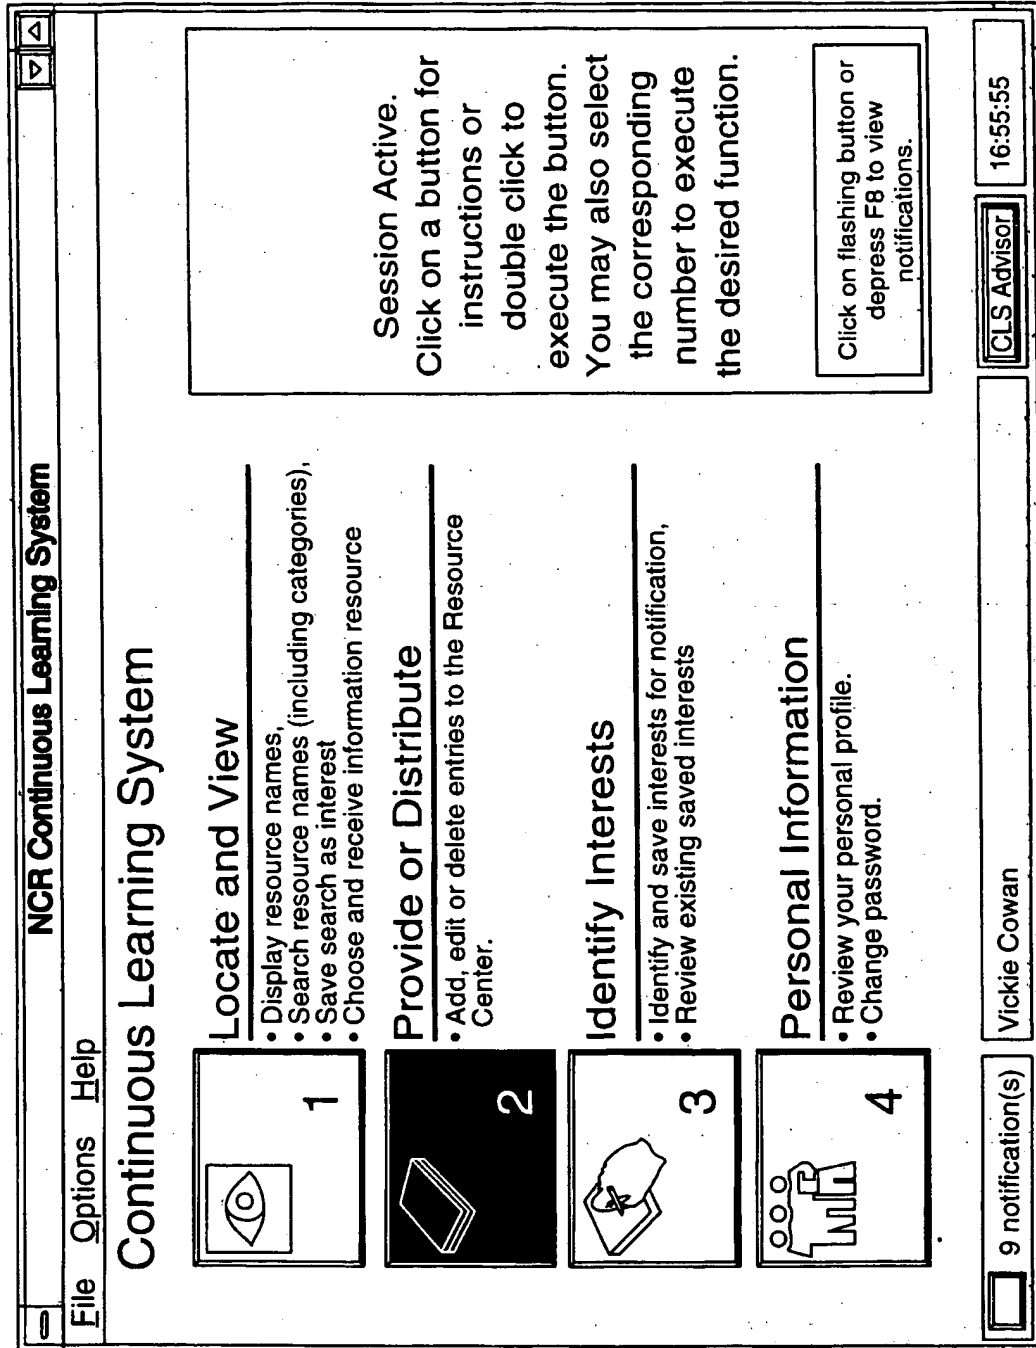 NCR Continuous Learning System
File Options Help
Continuous Learning System
1
Locate and View
• Display resource names,
• Search resource names (including categories),
• Save search as interest
• Choose and receive information resource
2
Provide or Distribute
• Add, edit or delete entries to the Resource
Center.
3
Identify Interests
• Identify and save interests for notification,
• Review existing saved interests
4
Personal Information
• Review your personal profile.
• Change password.
Session Active.
Click on a button for
instructions or
double click to
execute the button.
You may also select
the corresponding
number to execute
the desired function.
Click on flashing button or
depress F8 to view
notifications.
9 notification(s)
Vickie Cowan
CLS Advisor
16:55:55